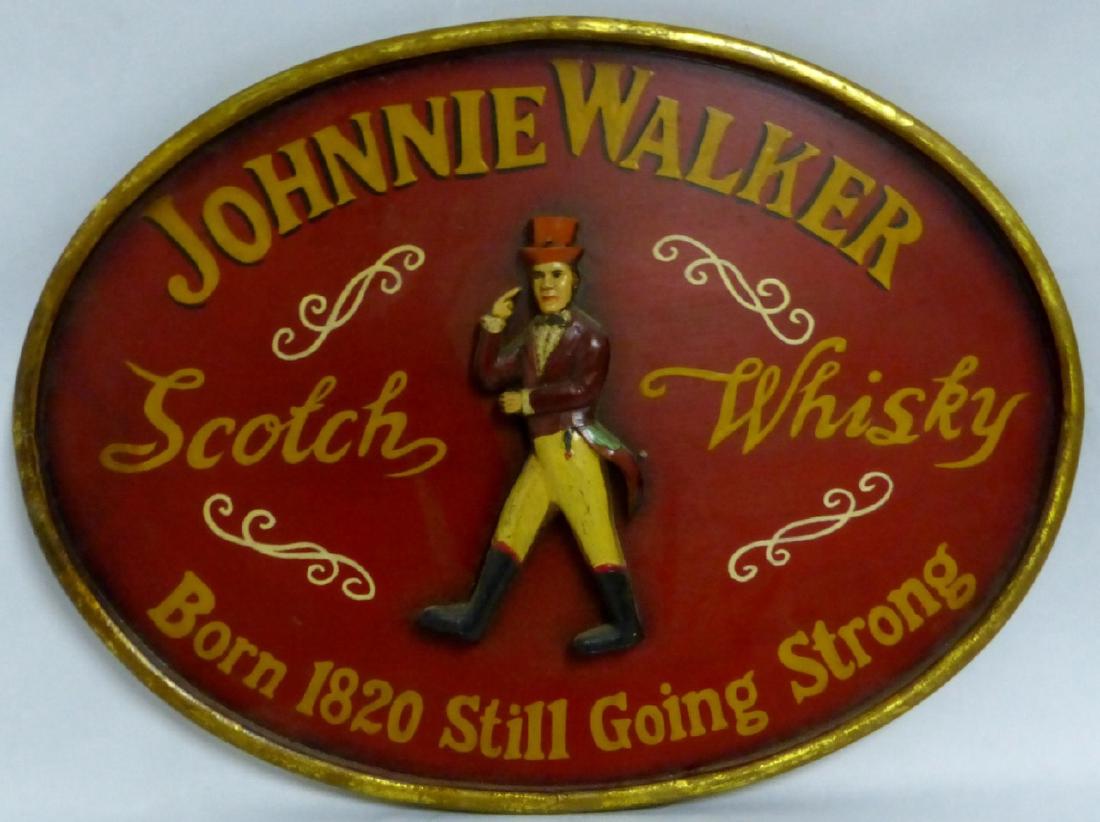 JOHNNIE WALKER
Scotch Whisky
Born 1820 Still Going Strong